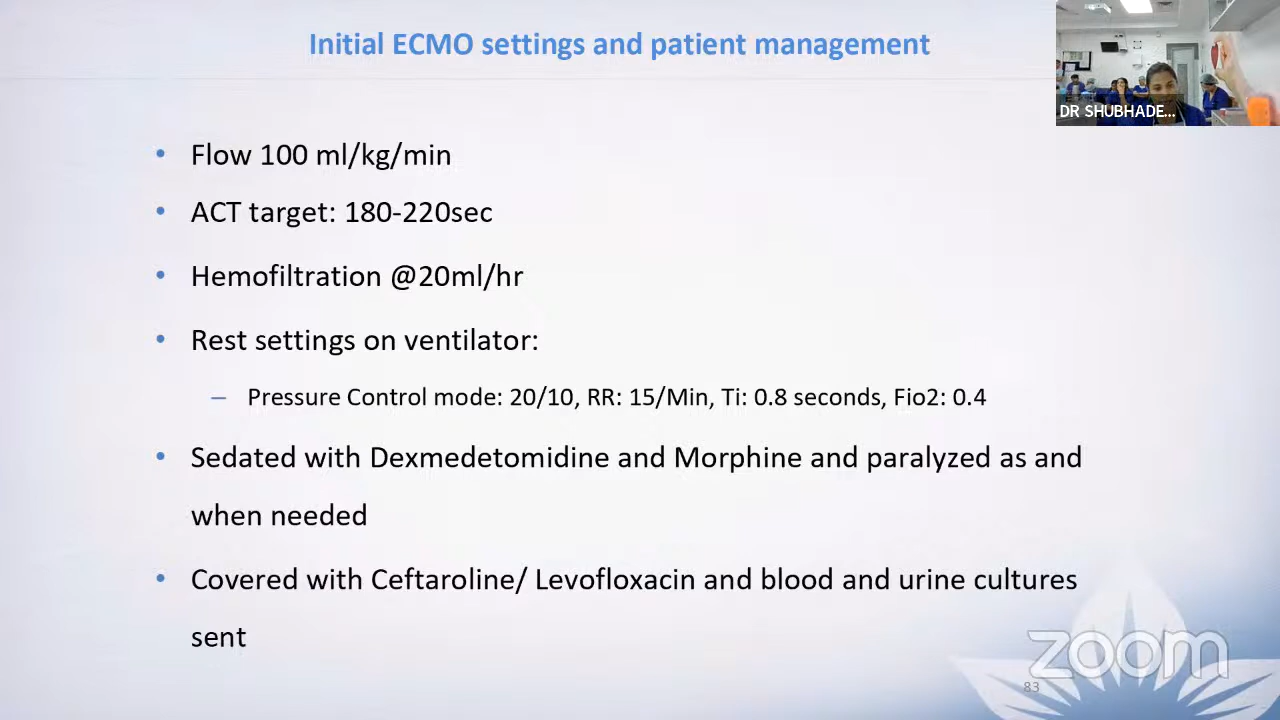 Initial ECMO settings and patient management
DR SHUBHADE...
• Flow 100 ml/kg/min
• ACT target: 180-220sec
• Hemofiltration @20ml/hr
• Rest settings on ventilator:
– Pressure Control mode: 20/10, RR: 15/Min, Ti: 0.8 seconds, Fio2: 0.4
• Sedated with Dexmedetomidine and Morphine and paralyzed as and
when needed
• Covered with Ceftaroline/ Levofloxacin and blood and urine cultures
sent
zoom
83